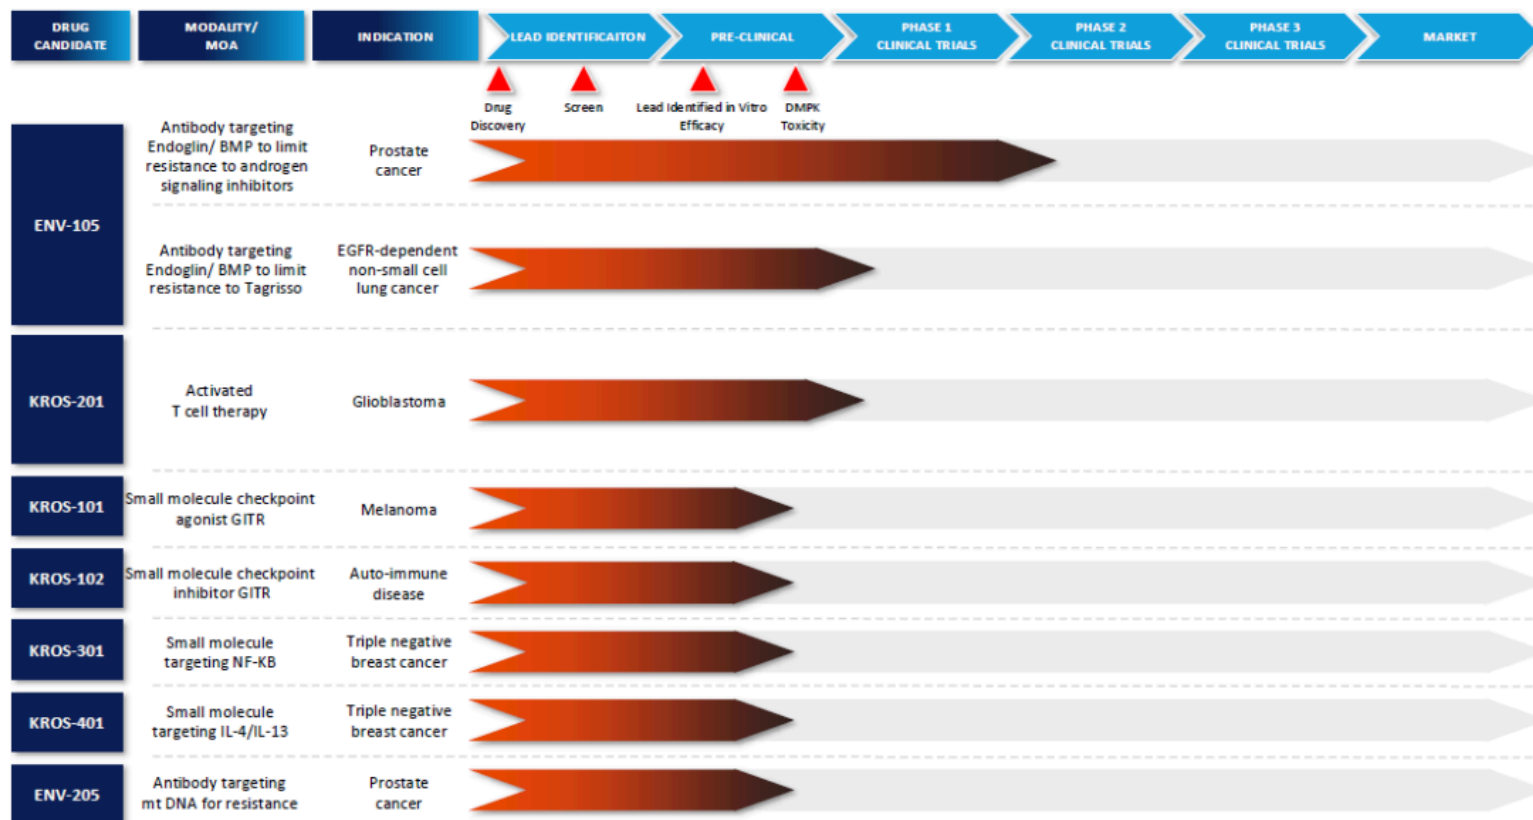 DRUG
CANDIDATE
MODALITY/
MOA
INDICATION
LEAD IDENTIFICAITON
PRE-CLINICAL
PHASE 1
CLINICAL TRIALS
PHASE 2
CLINICAL TRIALS
PHASE 3
CLINICAL TRIALS
MARKET
Drug
Discovery
Screen
Lead Identified in Vitro
Efficacy
DMPK
Toxicity
ENV-105
Antibody targeting
Endoglin/ BMP to limit
resistance to androgen
signaling inhibitors
Prostate
cancer
Antibody targeting
Endoglin/ BMP to limit
resistance to Tagrisso
EGFR-dependent
non-small cell
lung cancer
KROS-201
Activated
T cell therapy
Glioblastoma
KROS-101
Small molecule checkpoint
agonist GITR
Melanoma
KROS-102
Small molecule checkpoint
inhibitor GITR
Auto-immune
disease
KROS-301
Small molecule
targeting NF-KB
Triple negative
breast cancer
KROS-401
Small molecule
targeting IL-4/IL-13
Triple negative
breast cancer
ENV-205
Antibody targeting
mt DNA for resistance
Prostate
cancer